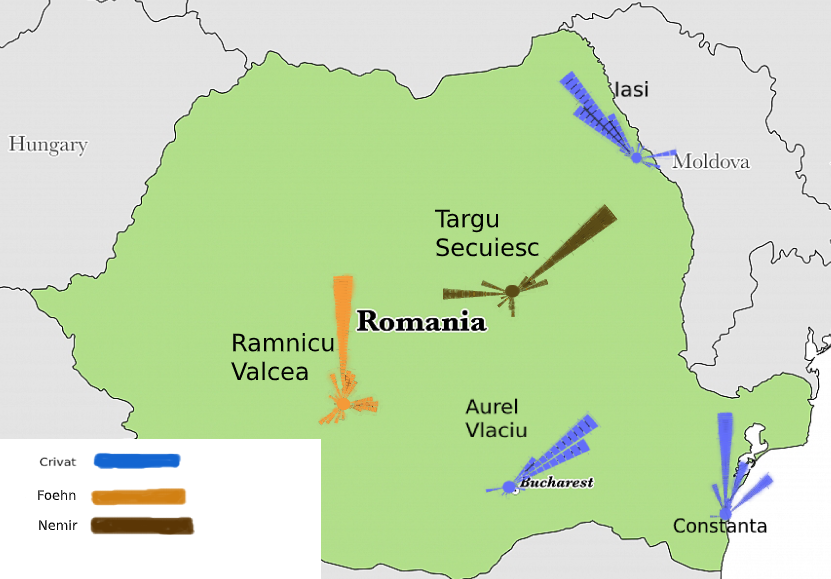 Iasi
Hungary
Moldova
Targu
Secuiesc
Romania
Ramnicu
Valcea
Aurel
Vlaciu
Bucharest
Constanta
Crivat
Foehn
Nemir